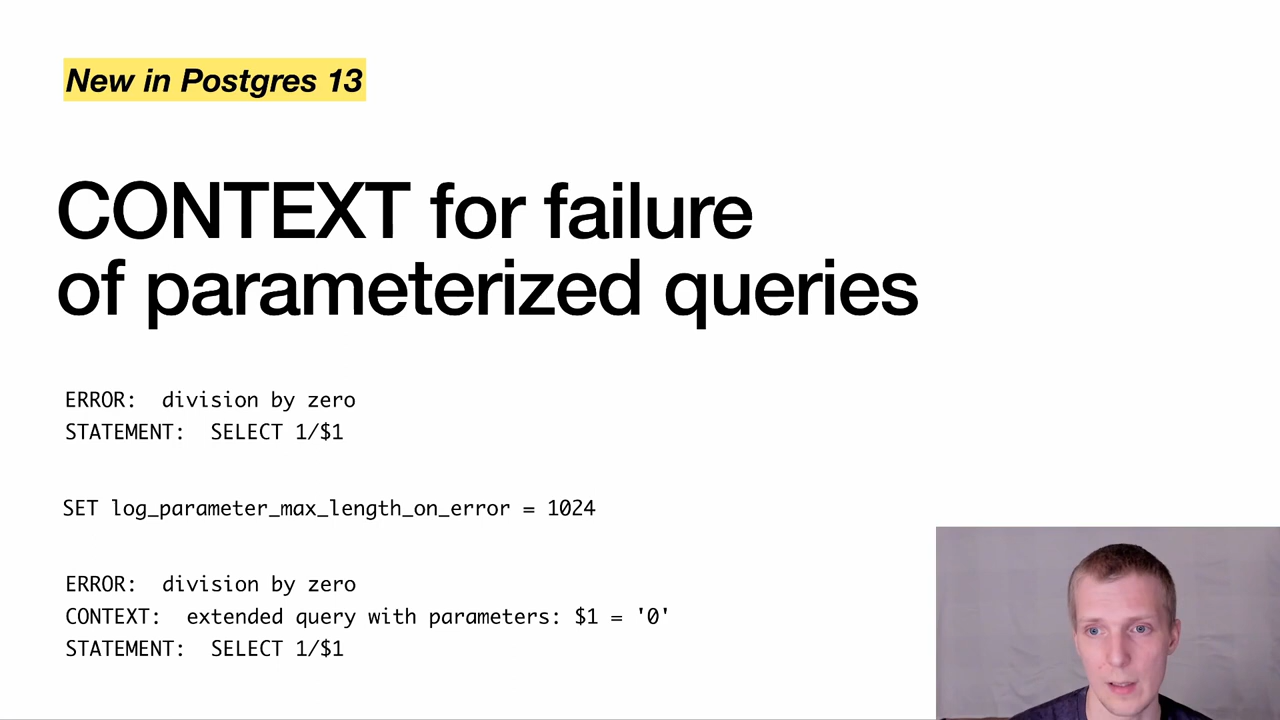 New in Postgres 13
CONTEXT for failure
of parameterized queries
ERROR:  division by zero
STATEMENT:  SELECT 1/$1
SET log_parameter_max_length_on_error = 1024
ERROR:  division by zero
CONTEXT:  extended query with parameters: $1 = '0'
STATEMENT:  SELECT 1/$1